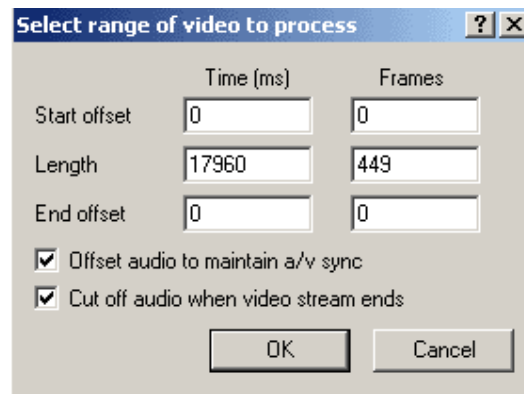 Select range of video to process
Time (ms) Frames
Start offset 0 0
Length 17960 449
End offset 0 0
Offset audio to maintain a/v sync
Cut off audio when video stream ends
OK Cancel